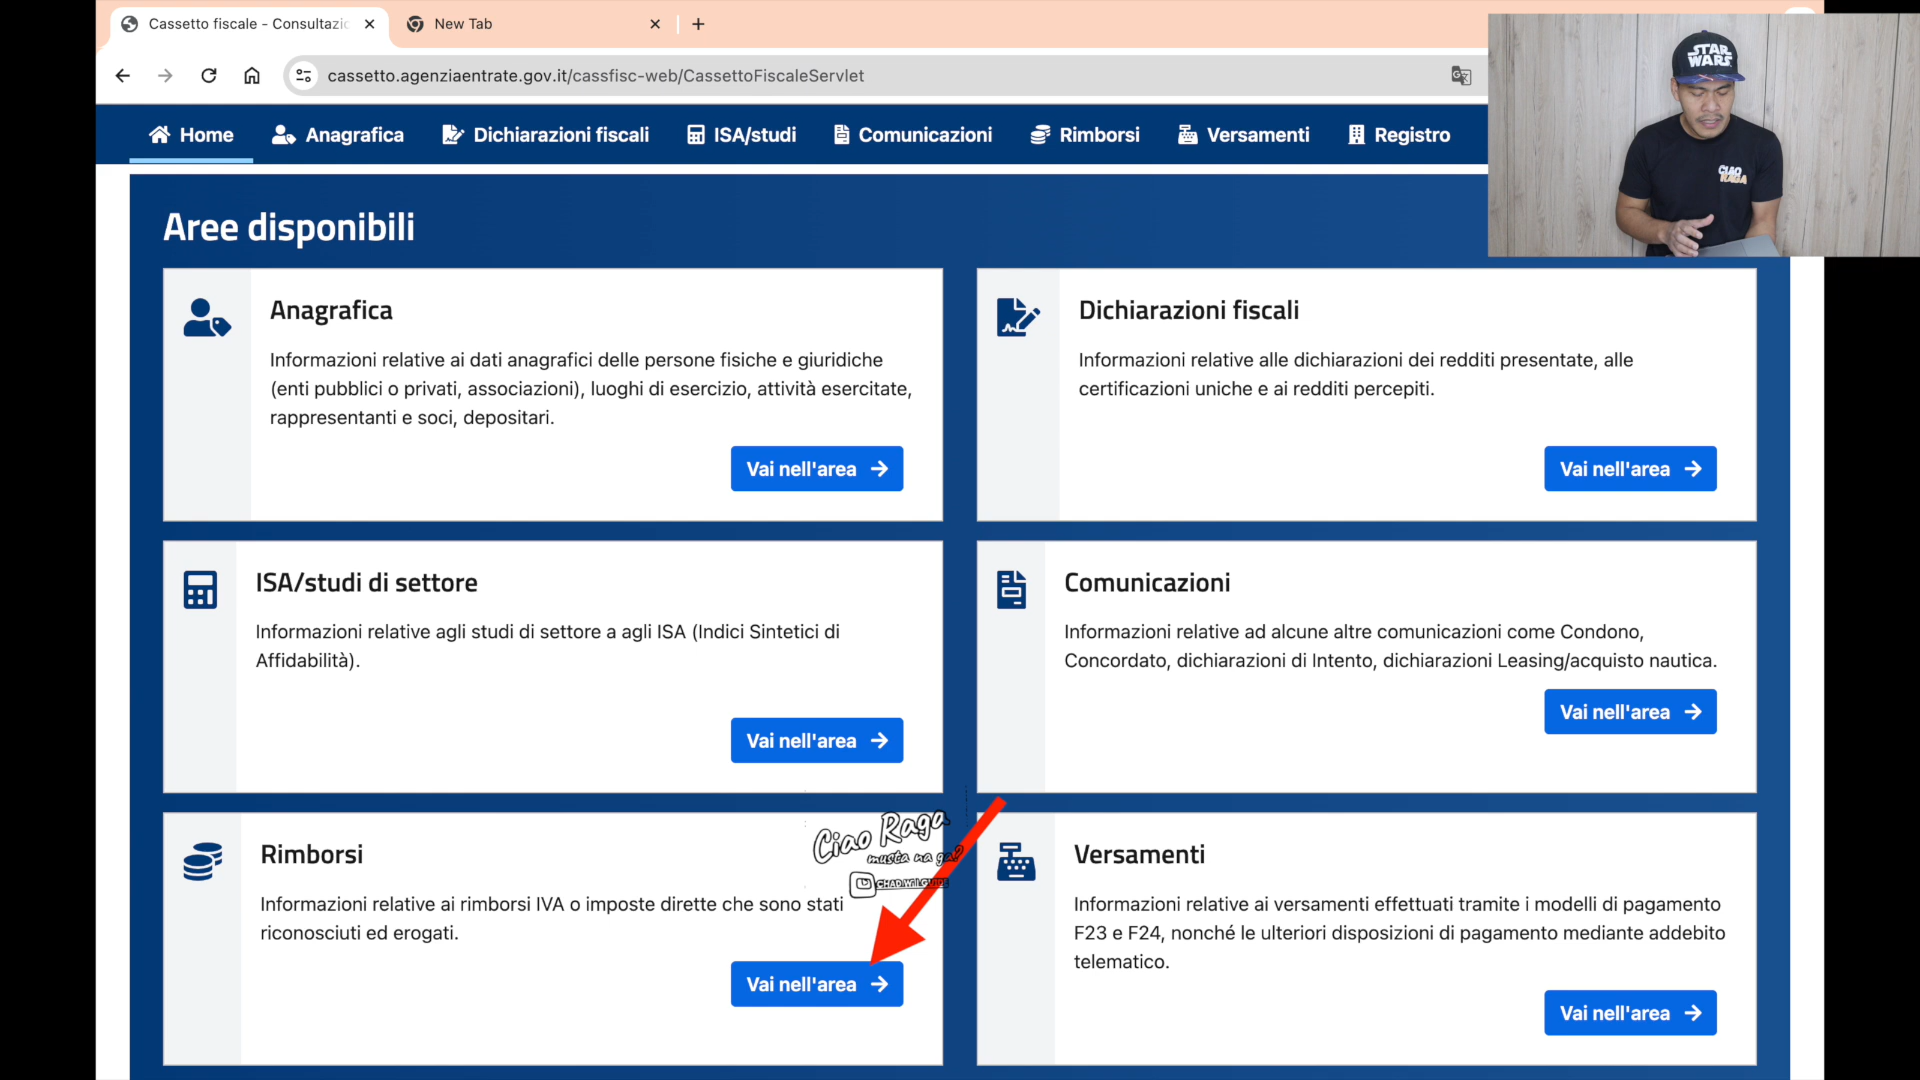 Cassetto fiscale - Consultazio
New Tab
cassetto.agenziaentrate.gov.it/cassfisc-web/CassettoFiscaleServlet
Home
Anagrafica
Dichiarazioni fiscali
ISA/studi
Comunicazioni
Rimborsi
Versamenti
Registro
STAR
WARS
CIAO
RAGA
Aree disponibili
Anagrafica
Informazioni relative ai dati anagrafici delle persone fisiche e giuridiche
(enti pubblici o privati, associazioni), luoghi di esercizio, attività esercitate,
rappresentanti e soci, depositari.
Vai nell'area
Dichiarazioni fiscali
Informazioni relative alle dichiarazioni dei redditi presentate, alle
certificazioni uniche e ai redditi percepiti.
Vai nell'area
ISA/studi di settore
Informazioni relative agli studi di settore a agli ISA (Indici Sintetici di
Affidabilità).
Vai nell'area
Comunicazioni
Informazioni relative ad alcune altre comunicazioni come Condono,
Concordato, dichiarazioni di Intento, dichiarazioni Leasing/acquisto nautica.
Vai nell'area
Rimborsi
Informazioni relative ai rimborsi IVA o imposte dirette che sono stati
riconosciuti ed erogati.
Vai nell'area
Ciao Raga
musta na ga?
Versamenti
Informazioni relative ai versamenti effettuati tramite i modelli di pagamento
F23 e F24, nonché le ulteriori disposizioni di pagamento mediante addebito
telematico.
Vai nell'area